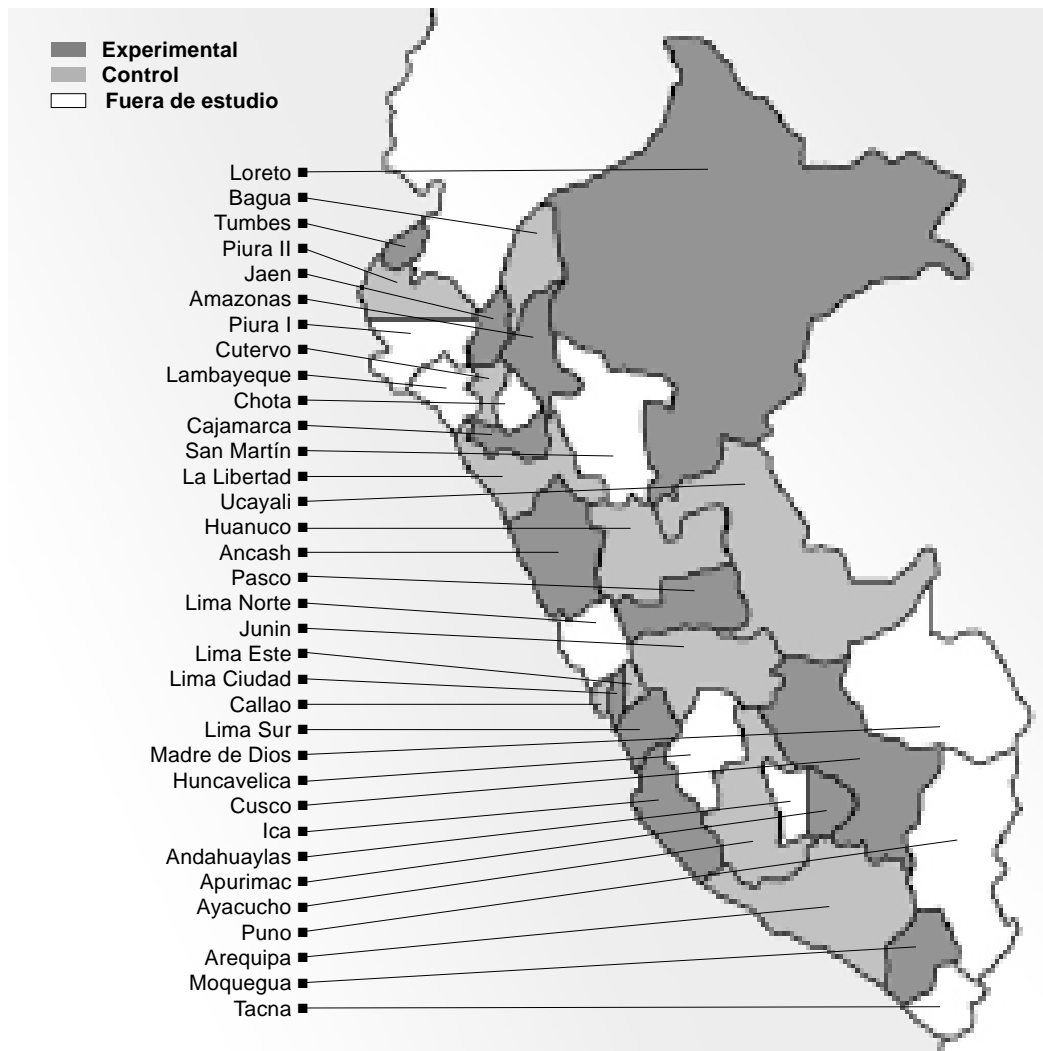 Experimental
Control
Fuera de estudio
Loreto
Bagua
Tumbes
Piura II
Jaen
Amazonas
Piura I
Cutervo
Lambayeque
Chota
Cajamarca
San Martín
La Libertad
Ucayali
Huanuco
Ancash
Pasco
Lima Norte
Junin
Lima Este
Lima Ciudad
Callao
Lima Sur
Madre de Dios
Huncavelica
Cusco
Ica
Andahuaylas
Apurimac
Ayacucho
Puno
Arequipa
Moquegua
Tacna